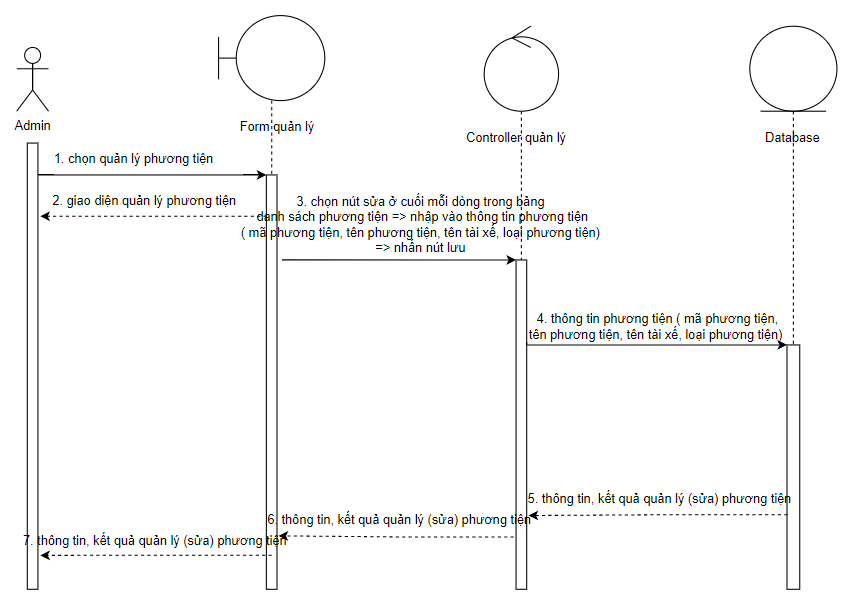 Admin
Form quản lý
Controller quản lý
Database
1. chọn quản lý phương tiện
2. giao diện quản lý phương tiện
3. chọn nút sửa ở cuối mỗi dòng trong bảng
danh sách phương tiện => nhập vào thông tin phương tiện
( mã phương tiện, tên phương tiện, tên tài xế, loại phương tiện)
=> nhấn nút lưu
4. thông tin phương tiện ( mã phương tiện,
tên phương tiện, tên tài xế, loại phương tiện)
5. thông tin, kết quả quản lý (sửa) phương tiện
6. thông tin, kết quả quản lý (sửa) phương tiện
7. thông tin, kết quả quản lý (sửa) phương tiện